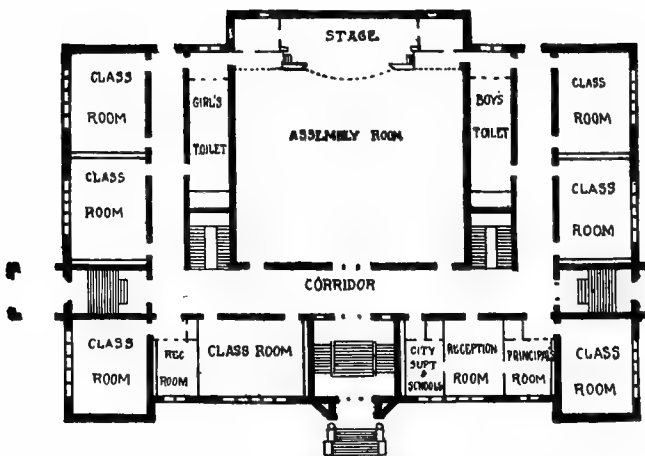 STAGE
CLASS
ROOM
GIRL'S
TOILET
ASSEMBLY ROOM
BOY'S
TOILET
CLASS
ROOM
CLASS
ROOM
CLASS
ROOM
CORRIDOR
CLASS
ROOM
REC
ROOM
CLASS ROOM
CITY
SUPT
SCHOOLS
RECEPTION
ROOM
PRINCIPAL'S
ROOM
CLASS
ROOM